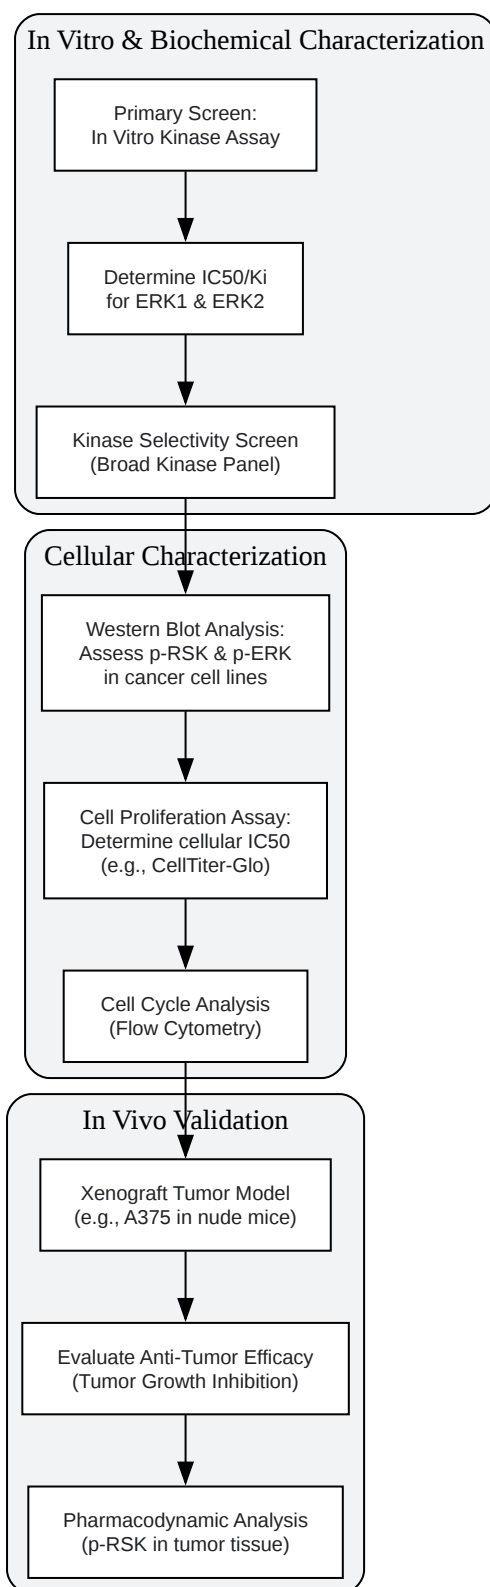 In Vitro & Biochemical Characterization
Primary Screen:
In Vitro Kinase Assay
Determine IC50/Ki
for ERK1 & ERK2
Kinase Selectivity Screen
(Broad Kinase Panel)
Cellular Characterization
Western Blot Analysis:
Assess p-RSK & p-ERK
in cancer cell lines
Cell Proliferation Assay:
Determine cellular IC50
(e.g., CellTiter-Glo)
Cell Cycle Analysis
(Flow Cytometry)
In Vivo Validation
Xenograft Tumor Model
(e.g., A375 in nude mice)
Evaluate Anti-Tumor Efficacy
(Tumor Growth Inhibition)
Pharmacodynamic Analysis
(p-RSK in tumor tissue)